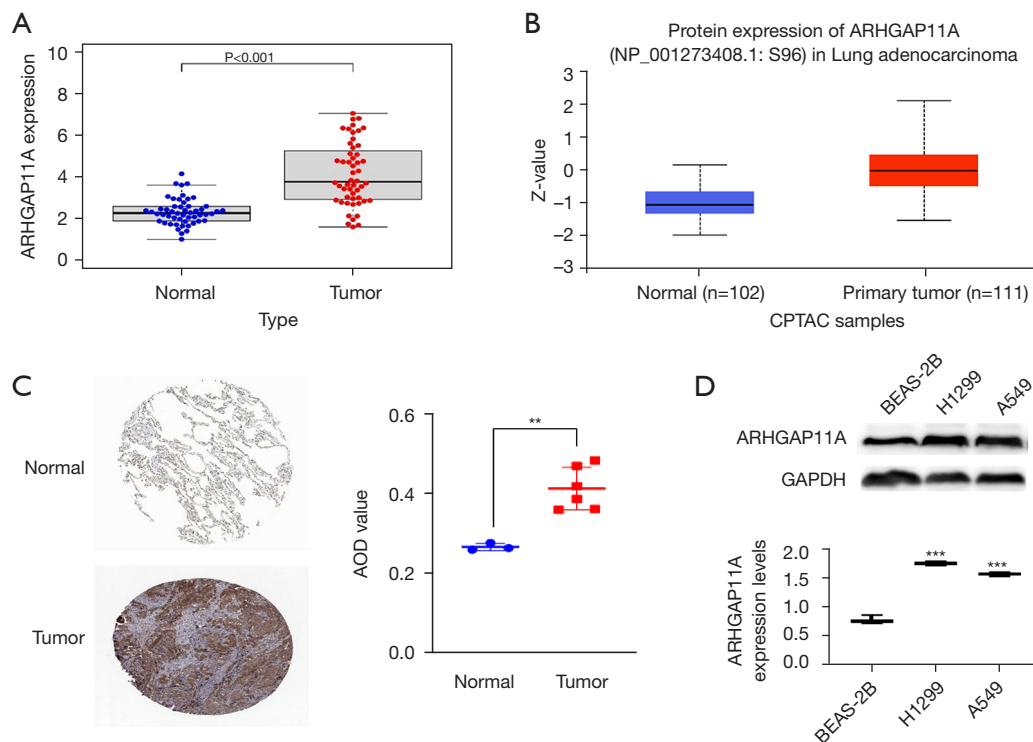 A
P<0.001
ARHGAP11A expression
10
8
6
4
2
0
Normal
Tumor
Type
B
Protein expression of ARHGAP11A
(NP_001273408.1: S96) in Lung adenocarcinoma
Z-value
3
2
1
0
−1
−2
−3
Normal (n=102)
Primary tumor (n=111)
CPTAC samples
C
Normal
Tumor
AOD value
0.6
0.4
0.2
0.0
**
Normal
Tumor
D
BEAS-2B
H1299
A549
ARHGAP11A
GAPDH
ARHGAP11A
expression levels
2.0
1.5
1.0
0.5
0.0
***
***
BEAS-2B
H1299
A549